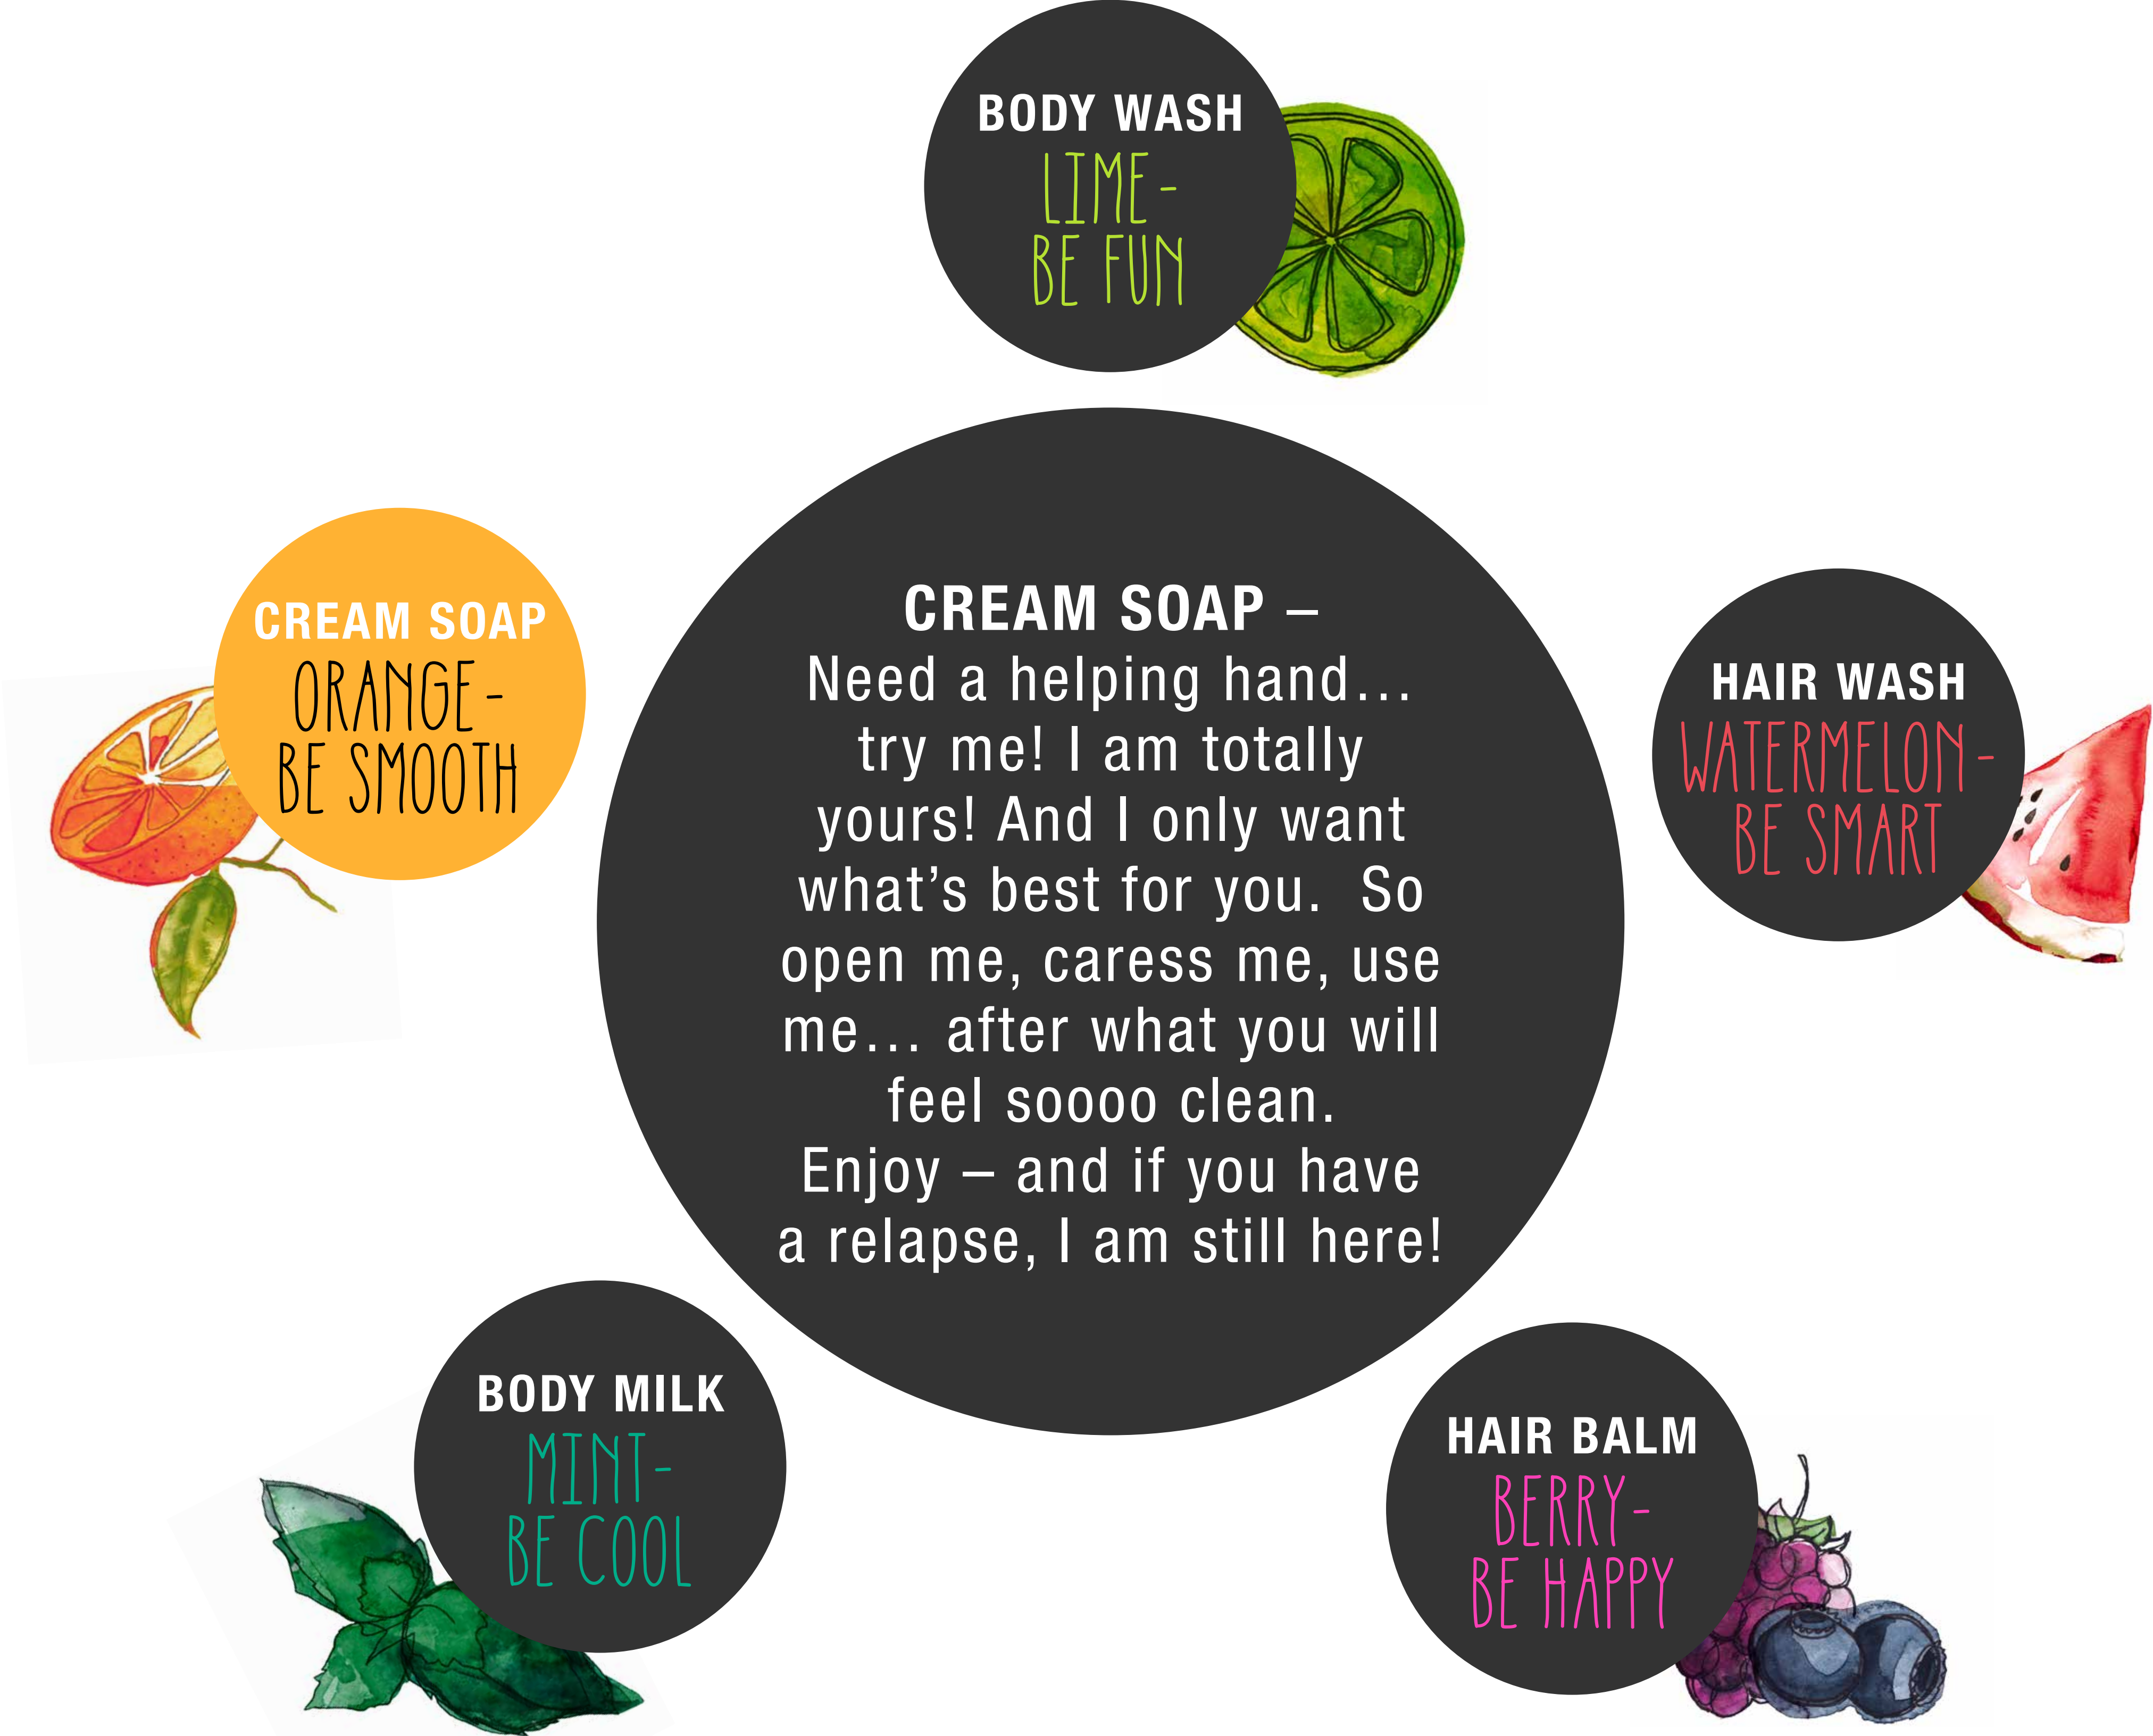 BODY WASH
LIME-
BE FUN
CREAM SOAP
ORANGE-
BE SMOOTH
CREAM SOAP –
Need a helping hand…
try me! I am totally
yours! And I only want
what’s best for you.  So
open me, caress me, use
me… after what you will
feel soooo clean.
Enjoy – and if you have
a relapse, I am still here!
HAIR WASH
WATERMELON-
BE SMART
BODY MILK
MINT-
BE COOL
HAIR BALM
BERRY-
BE HAPPY